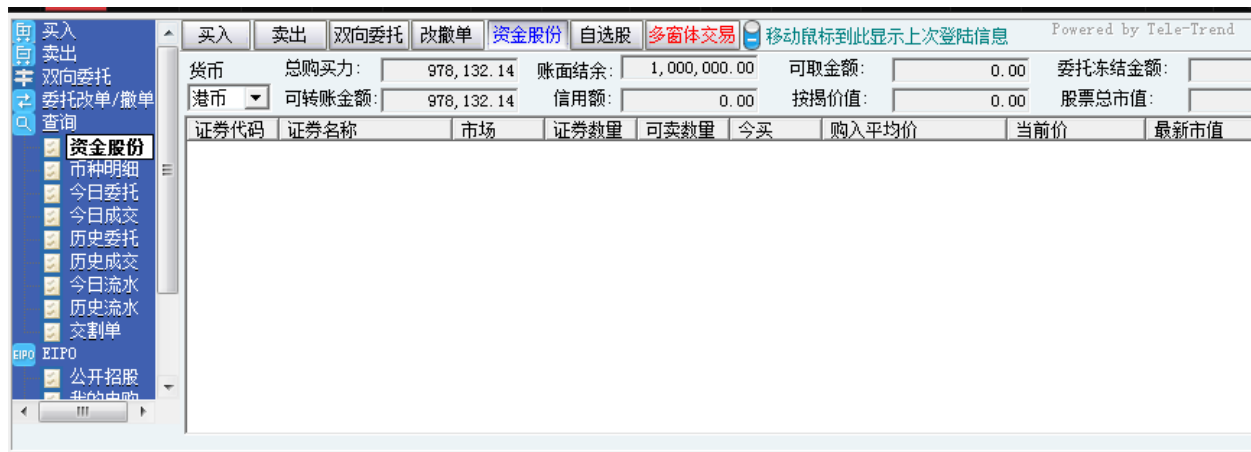 买入
卖出
双向委托
委托改单/撤单
查询
资金股份
币种明细
今日委托
今日成交
历史委托
历史成交
今日流水
历史流水
交割单
EIPO EIPO
公开招股
我的申购
买入 卖出 双向委托 改撤单 资金股份 自选股 多窗体交易 移动鼠标到此显示上次登陆信息 Powered by Tele-Trend
货币 总购买力: 978,132.14 账面结余: 1,000,000.00 可取金额: 0.00 委托冻结金额:
港币 可转账金额: 978,132.14 信用额: 0.00 按揭价值: 0.00 股票总市值:
证券代码 证券名称 市场 证券数量 可卖数量 今买 购入平均价 当前价 最新市值